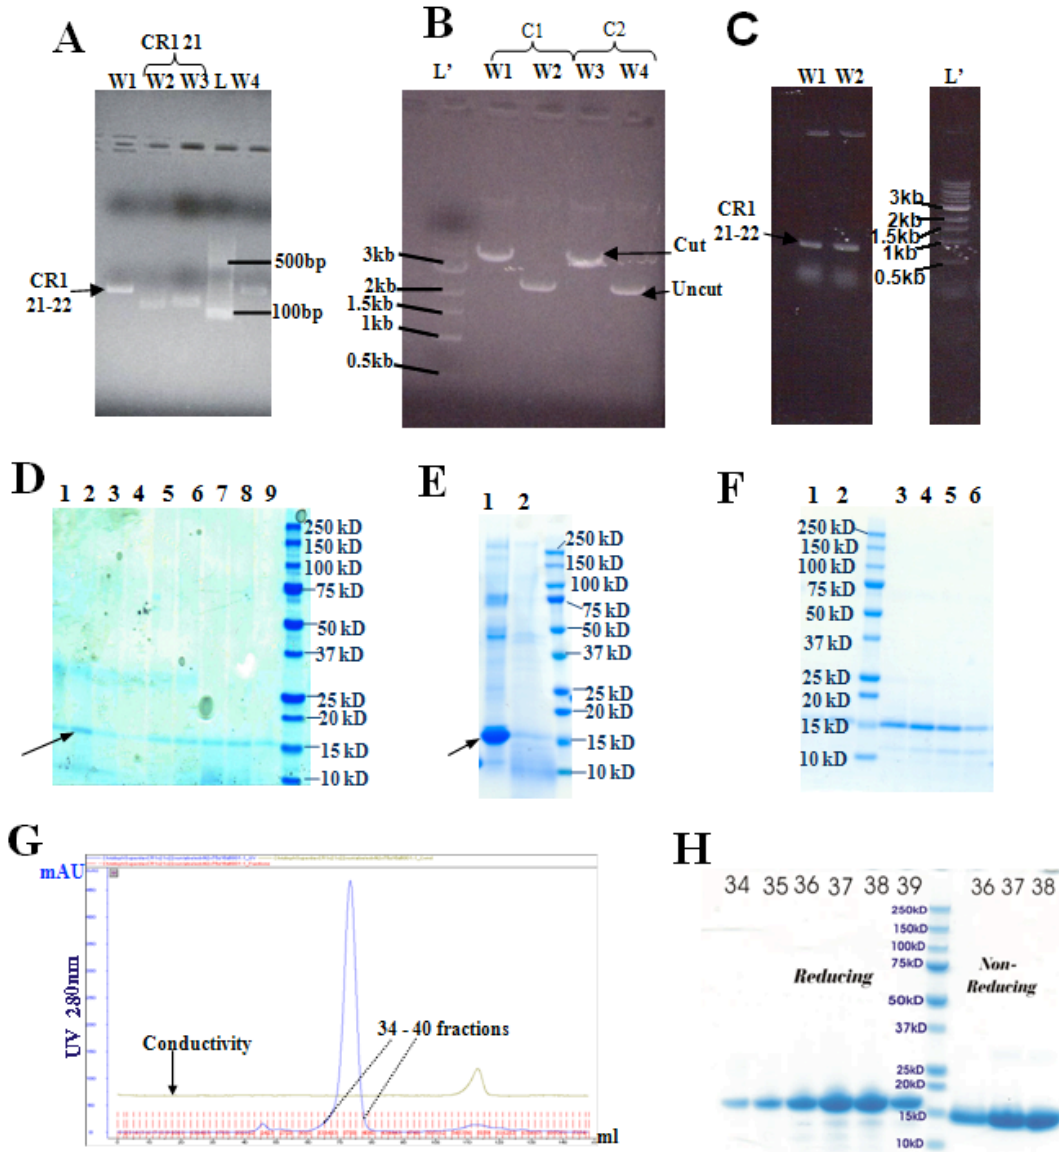 A
CR1 21
W1 W2 W3 L W4
500bp
CR1
21-22
100bp
B
C1 C2
L' W1 W2 W3 W4
3kb
Cut
2kb
Uncut
1.5kb
1kb
0.5kb
C
W1 W2 L'
3kb
CR1
21-22
2kb
1.5kb
1kb
0.5kb
D
1 2 3 4 5 6 7 8 9
250 kD
150 kD
100 kD
75 kD
50 kD
37 kD
25 kD
20 kD
15 kD
10 kD
E
1 2
250 kD
150 kD
100 kD
75 kD
50 kD
37 kD
25 kD
20 kD
15 kD
10 kD
F
1 2 3 4 5 6
250 kD
150 kD
100 kD
75 kD
50 kD
37 kD
25 kD
20 kD
15 kD
10 kD
G
mAU
UV 280nm
34 - 40 fractions
Conductivity
ml
H
34 35 36 37 38 39 36 37 38
250kD
150kD
100kD
75kD
Reducing
Non-
Reducing
50kD
37kD
25kD
20kD
15kD
10kD